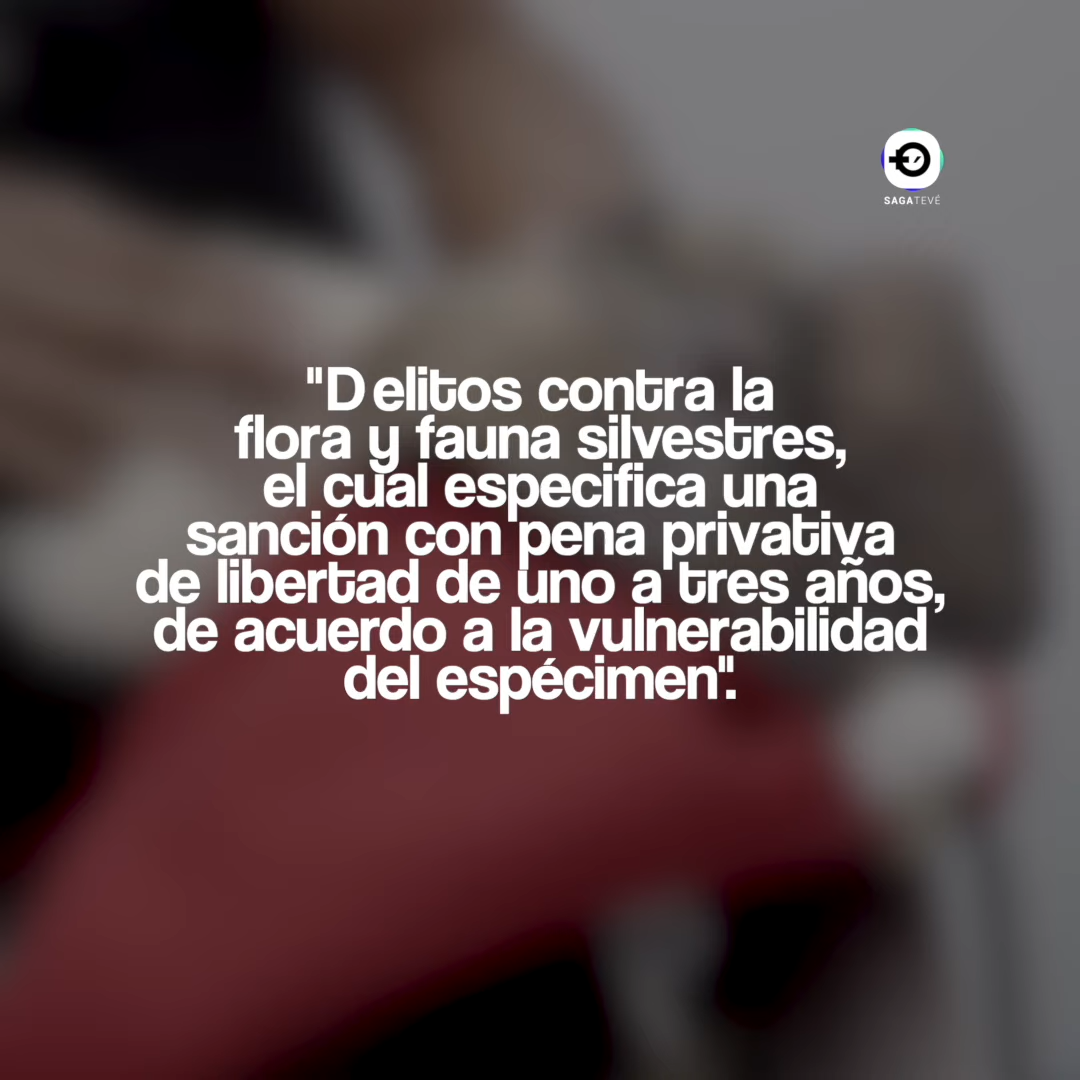 SAGATEVÉ
"Delitos contra la
flora y fauna silvestres,
el cual especifica una
sanción con pena privativa
de libertad de uno a tres años,
de acuerdo a la vulnerabilidad
del espécimen".